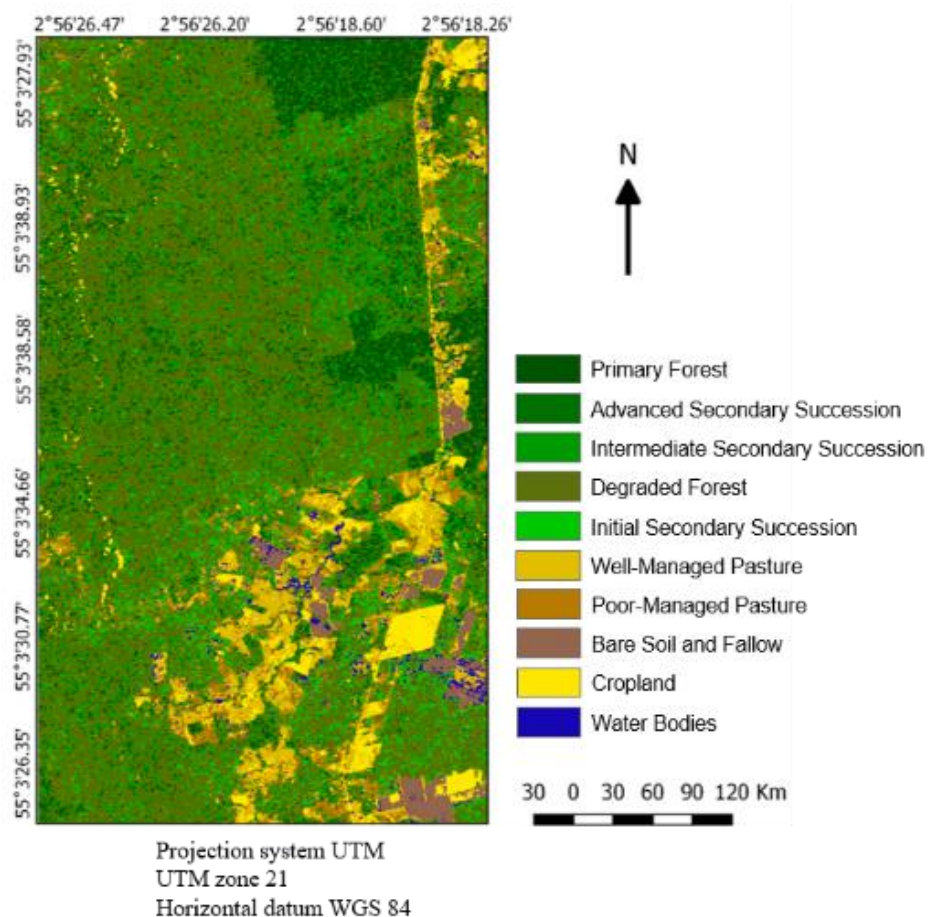 2°56'26.47' 2°56'26.20' 2°56'18.60' 2°56'18.26'
55°3'27.93'
55°3'38.93'
55°3'38.58'
55°3'34.66'
55°3'30.77'
55°3'26.35'
N
Primary Forest
Advanced Secondary Succession
Intermediate Secondary Succession
Degraded Forest
Initial Secondary Succession
Well-Managed Pasture
Poor-Managed Pasture
Bare Soil and Fallow
Cropland
Water Bodies
30 0 30 60 90 120 Km
Projection system UTM
UTM zone 21
Horizontal datum WGS 84